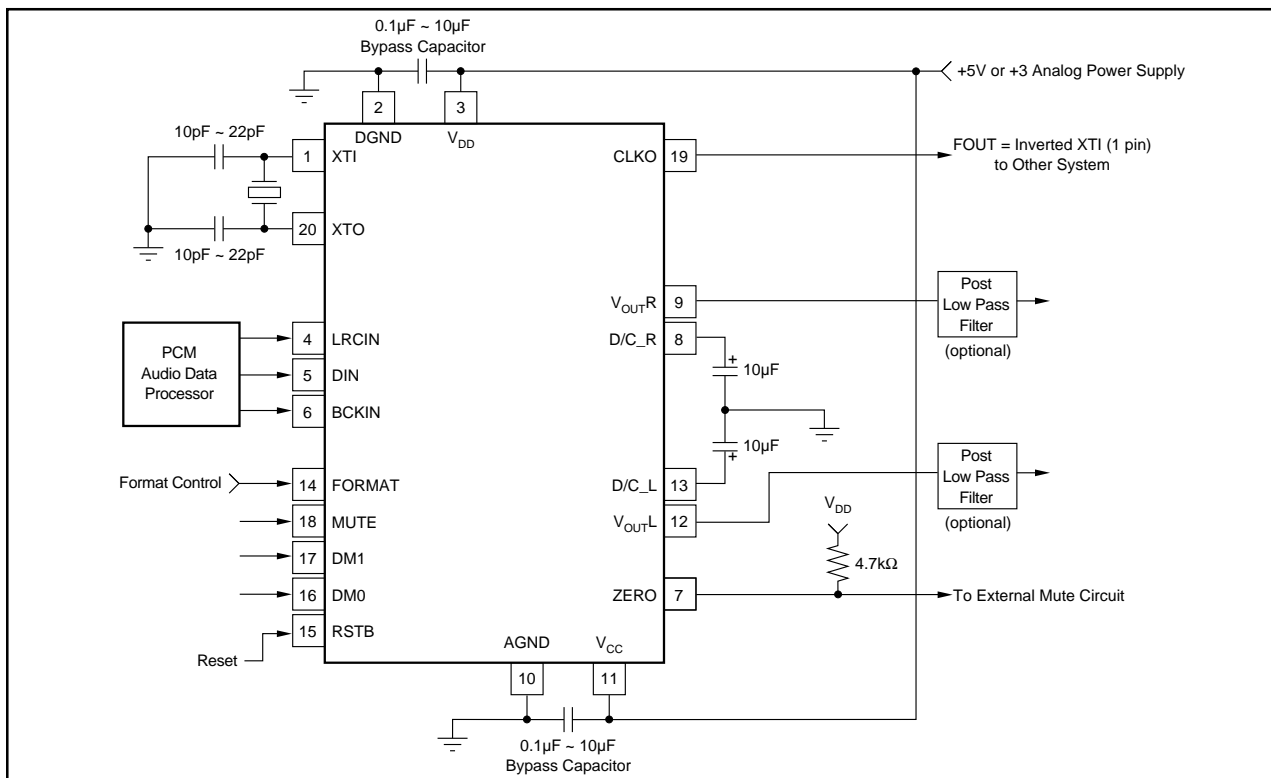 0.1µF ~ 10µF
Bypass Capacitor
+5V or +3 Analog Power Supply
2
3
DGND
VDD
10pF ~ 22pF
1
XTI
CLKO
19
FOUT = Inverted XTI (1 pin)
to Other System
20
XTO
10pF ~ 22pF
Post
Low Pass
Filter
(optional)
VOUTR
9
PCM
Audio Data
Processor
4
LRCIN
D/C_R
8
+
10µF
5
DIN
6
BCKIN
10µF
+
Post
Low Pass
Filter
(optional)
Format Control
14
FORMAT
D/C_L
13
18
MUTE
VOUTL
12
VDD
17
DM1
4.7kΩ
16
DM0
ZERO
7
To External Mute Circuit
15
RSTB
Reset
AGND
VCC
10
11
0.1µF ~ 10µF
Bypass Capacitor